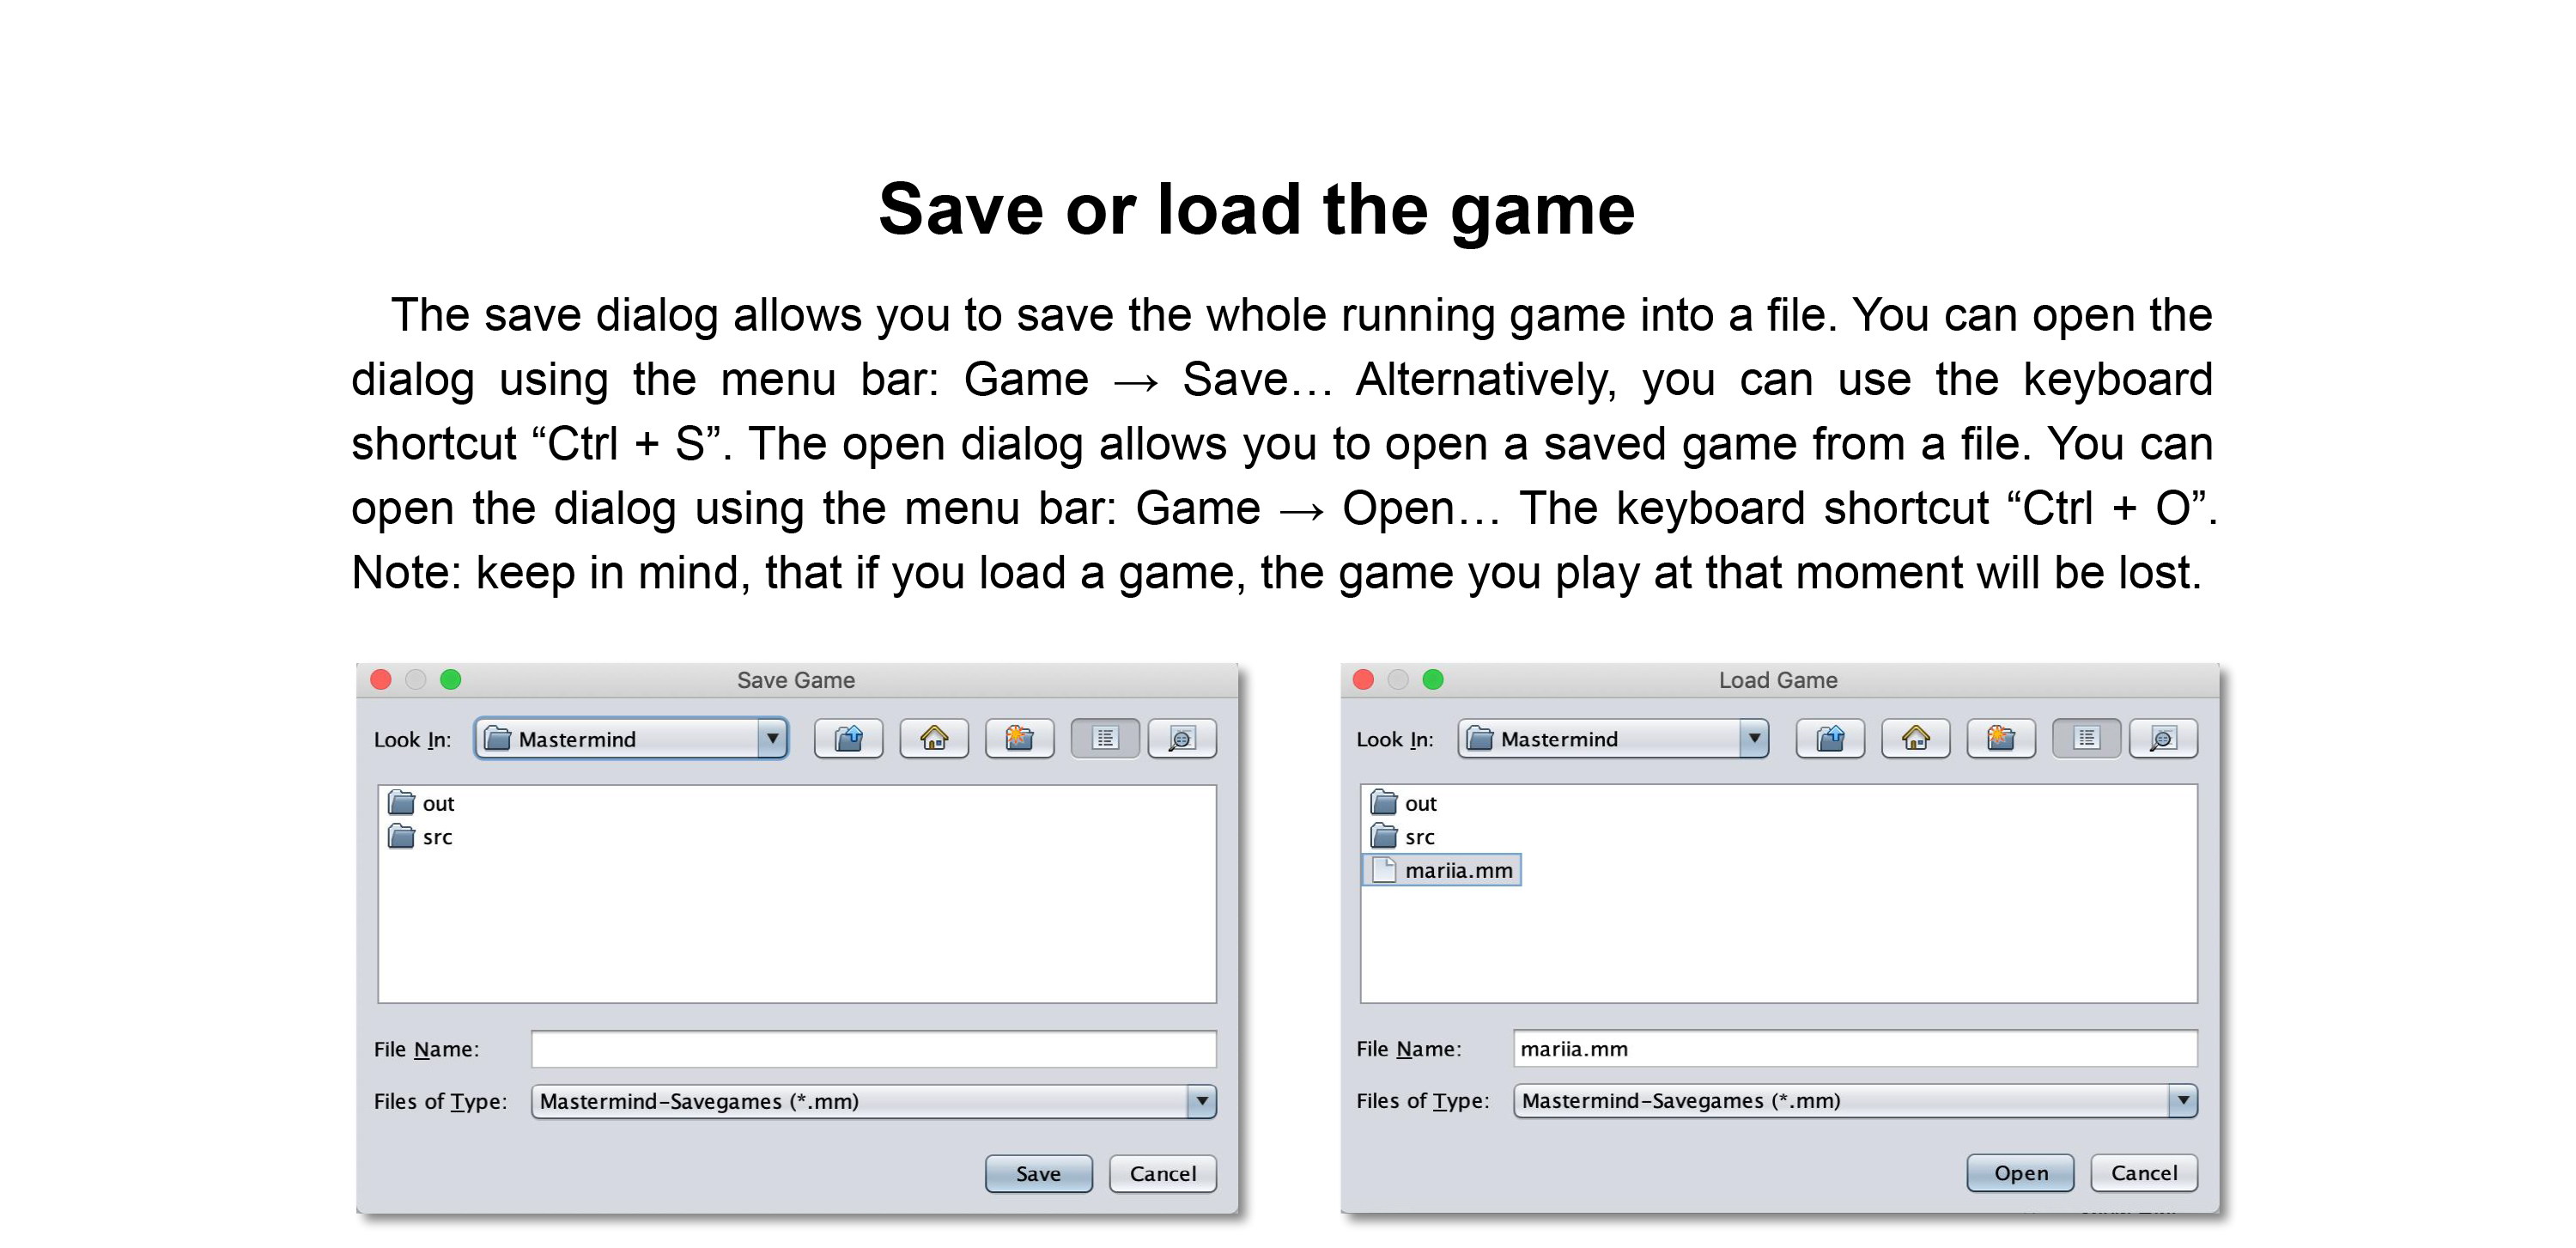 Save or load the game
The save dialog allows you to save the whole running game into a file. You can open the
dialog using the menu bar: Game → Save… Alternatively, you can use the keyboard
shortcut “Ctrl + S”. The open dialog allows you to open a saved game from a file. You can
open the dialog using the menu bar: Game → Open… The keyboard shortcut “Ctrl + O”.
Note: keep in mind, that if you load a game, the game you play at that moment will be lost.
Save Game
Look In: Mastermind
out
src
File Name:
Files of Type: Mastermind-Savegames (*.mm)
Save Cancel
Load Game
Look In: Mastermind
out
src
mariia.mm
File Name: mariia.mm
Files of Type: Mastermind-Savegames (*.mm)
Open Cancel